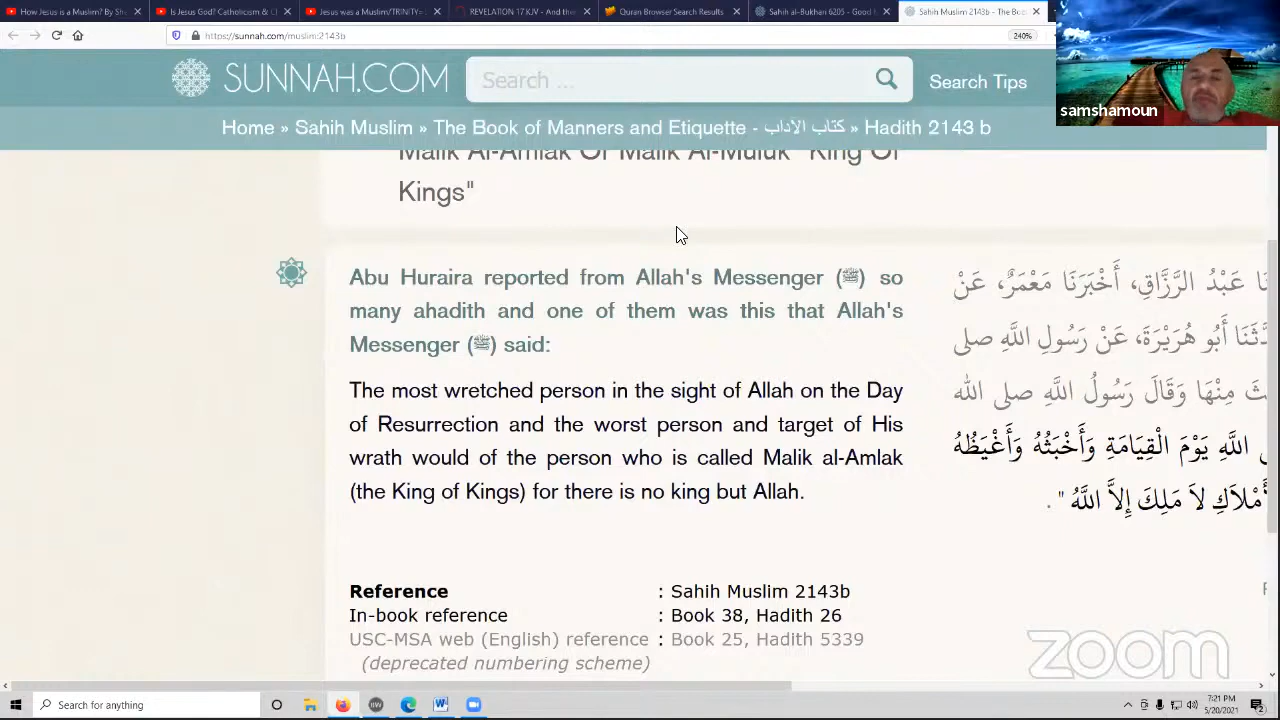 How Jesus is a Muslim? By Sh
Is Jesus God? Catholicism & C
Jesus was a Muslim/TRINITY=
REVELATION 17 KJV - And the
Quran Browser Search Results
Sahih al-Bukhari 6205 - Good
Sahih Muslim 2143b - The Bo
https://sunnah.com/muslim:2143b
240%
samshamoun
SUNNAH.COM
Search ...
Search Tips
Home » Sahih Muslim » The Book of Manners and Etiquette - كتاب الآداب » Hadith 2143 b
Malik Al-Amlak Or Malik Al-Muluk "King Of
Kings"
Abu Huraira reported from Allah's Messenger (ﷺ) so
many ahadith and one of them was this that Allah's
Messenger (ﷺ) said:
The most wretched person in the sight of Allah on the Day
of Resurrection and the worst person and target of His
wrath would of the person who is called Malik al-Amlak
(the King of Kings) for there is no king but Allah.
عَبْدُ الرَّزَّاقِ، أَخْبَرَنَا مَعْمَرٌ، عَنْ
أَبُو هُرَيْرَةَ، عَنْ رَسُولِ اللَّهِ صلى
مِنْهَا وَقَالَ رَسُولُ اللَّهِ صلى الله
اللَّهِ يَوْمَ الْقِيَامَةِ وَأَخْبَثُهُ وَأَغْيَظُهُ
لاَ مَلِكَ إِلاَّ اللَّهُ " .
Reference : Sahih Muslim 2143b
In-book reference : Book 38, Hadith 26
USC-MSA web (English) reference : Book 25, Hadith 5339
(deprecated numbering scheme)
zoom
Search for anything
7:21 PM
5/20/2021